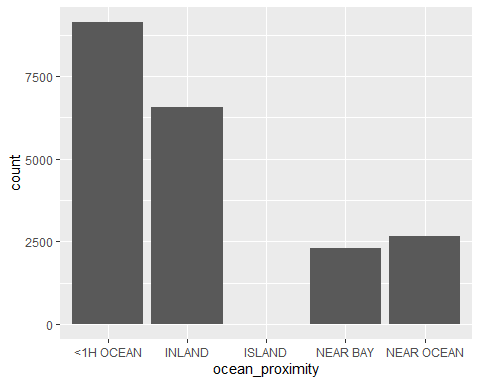 7500
5000
2500
0
count
<1H OCEAN INLAND ISLAND NEAR BAY NEAR OCEAN
ocean_proximity